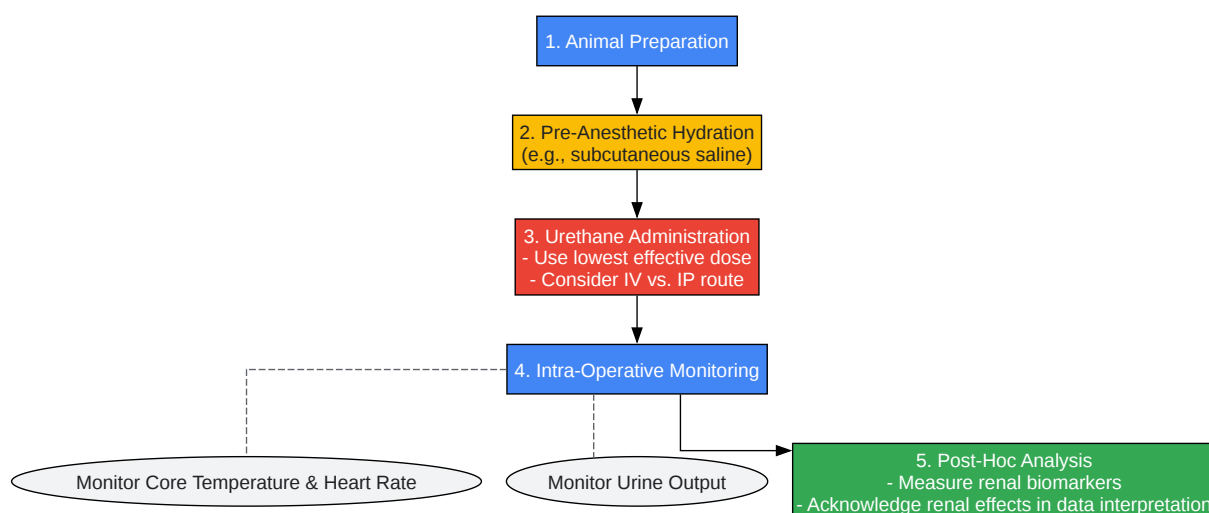 1. Animal Preparation
2. Pre-Anesthetic Hydration
(e.g., subcutaneous saline)
3. Urethane Administration
- Use lowest effective dose
- Consider IV vs. IP route
4. Intra-Operative Monitoring
Monitor Core Temperature & Heart Rate
Monitor Urine Output
5. Post-Hoc Analysis
- Measure renal biomarkers
- Acknowledge renal effects in data interpretation